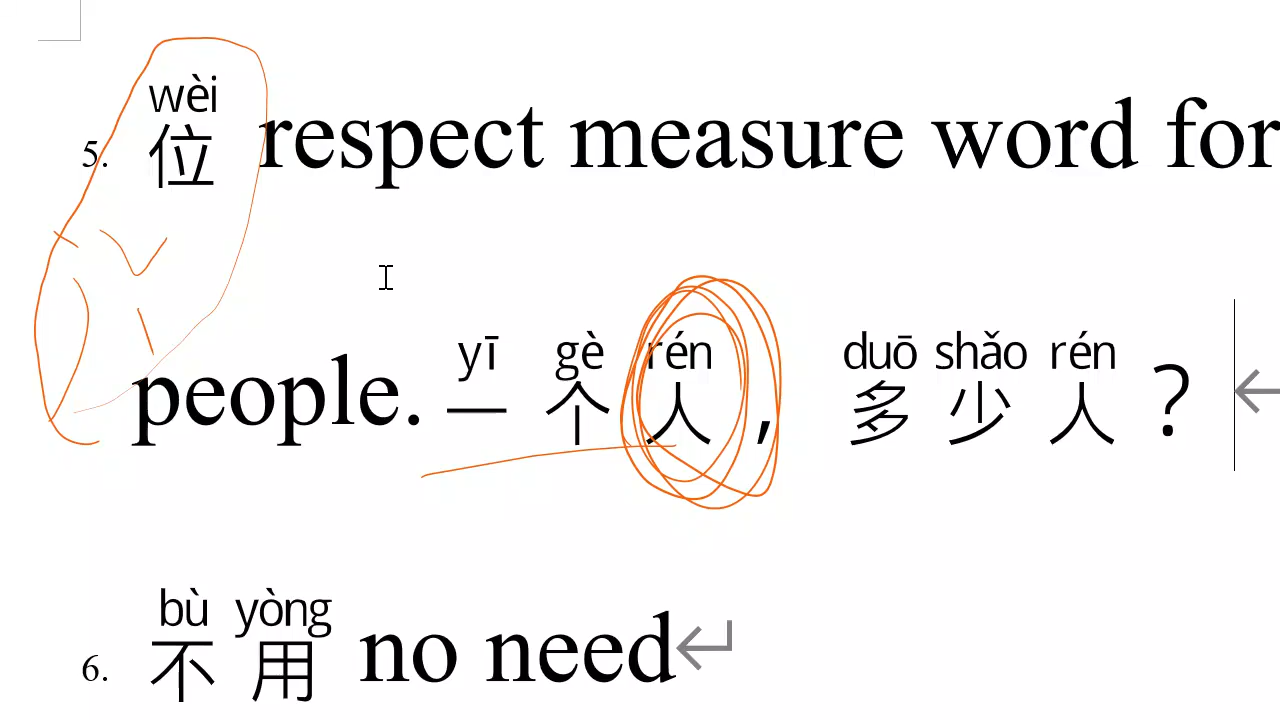 wèi
5. 位 respect measure word for
yī gè rén duō shǎo rén
people. 一 个 人 , 多 少 人 ?
bù yòng
6. 不 用 no need